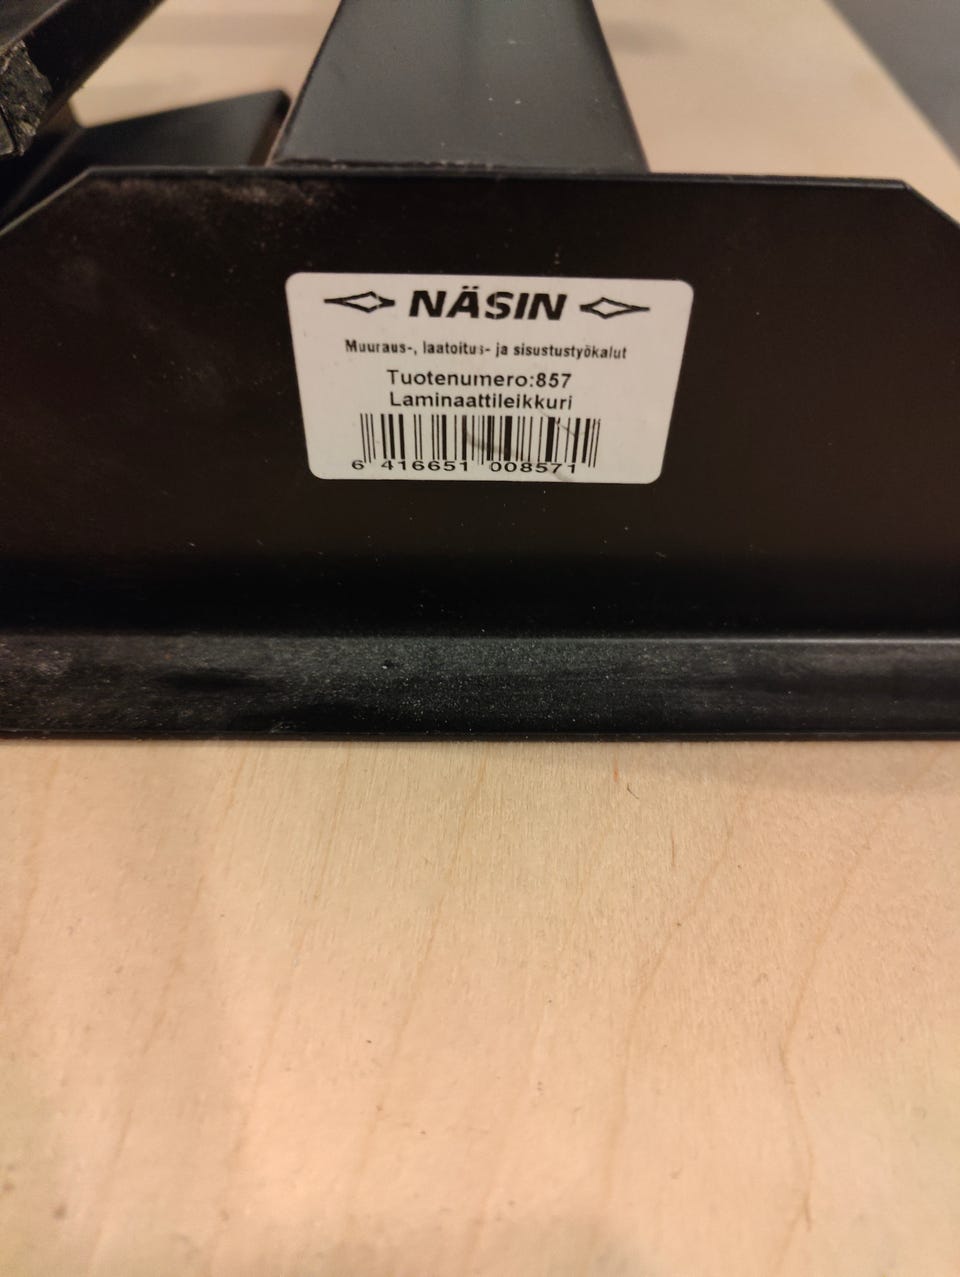 NÄSIN
Muuraus-, laatoitus- ja sisustustyökalut
Tuotenumero:857
Laminaattileikkuri
6 416651 008571